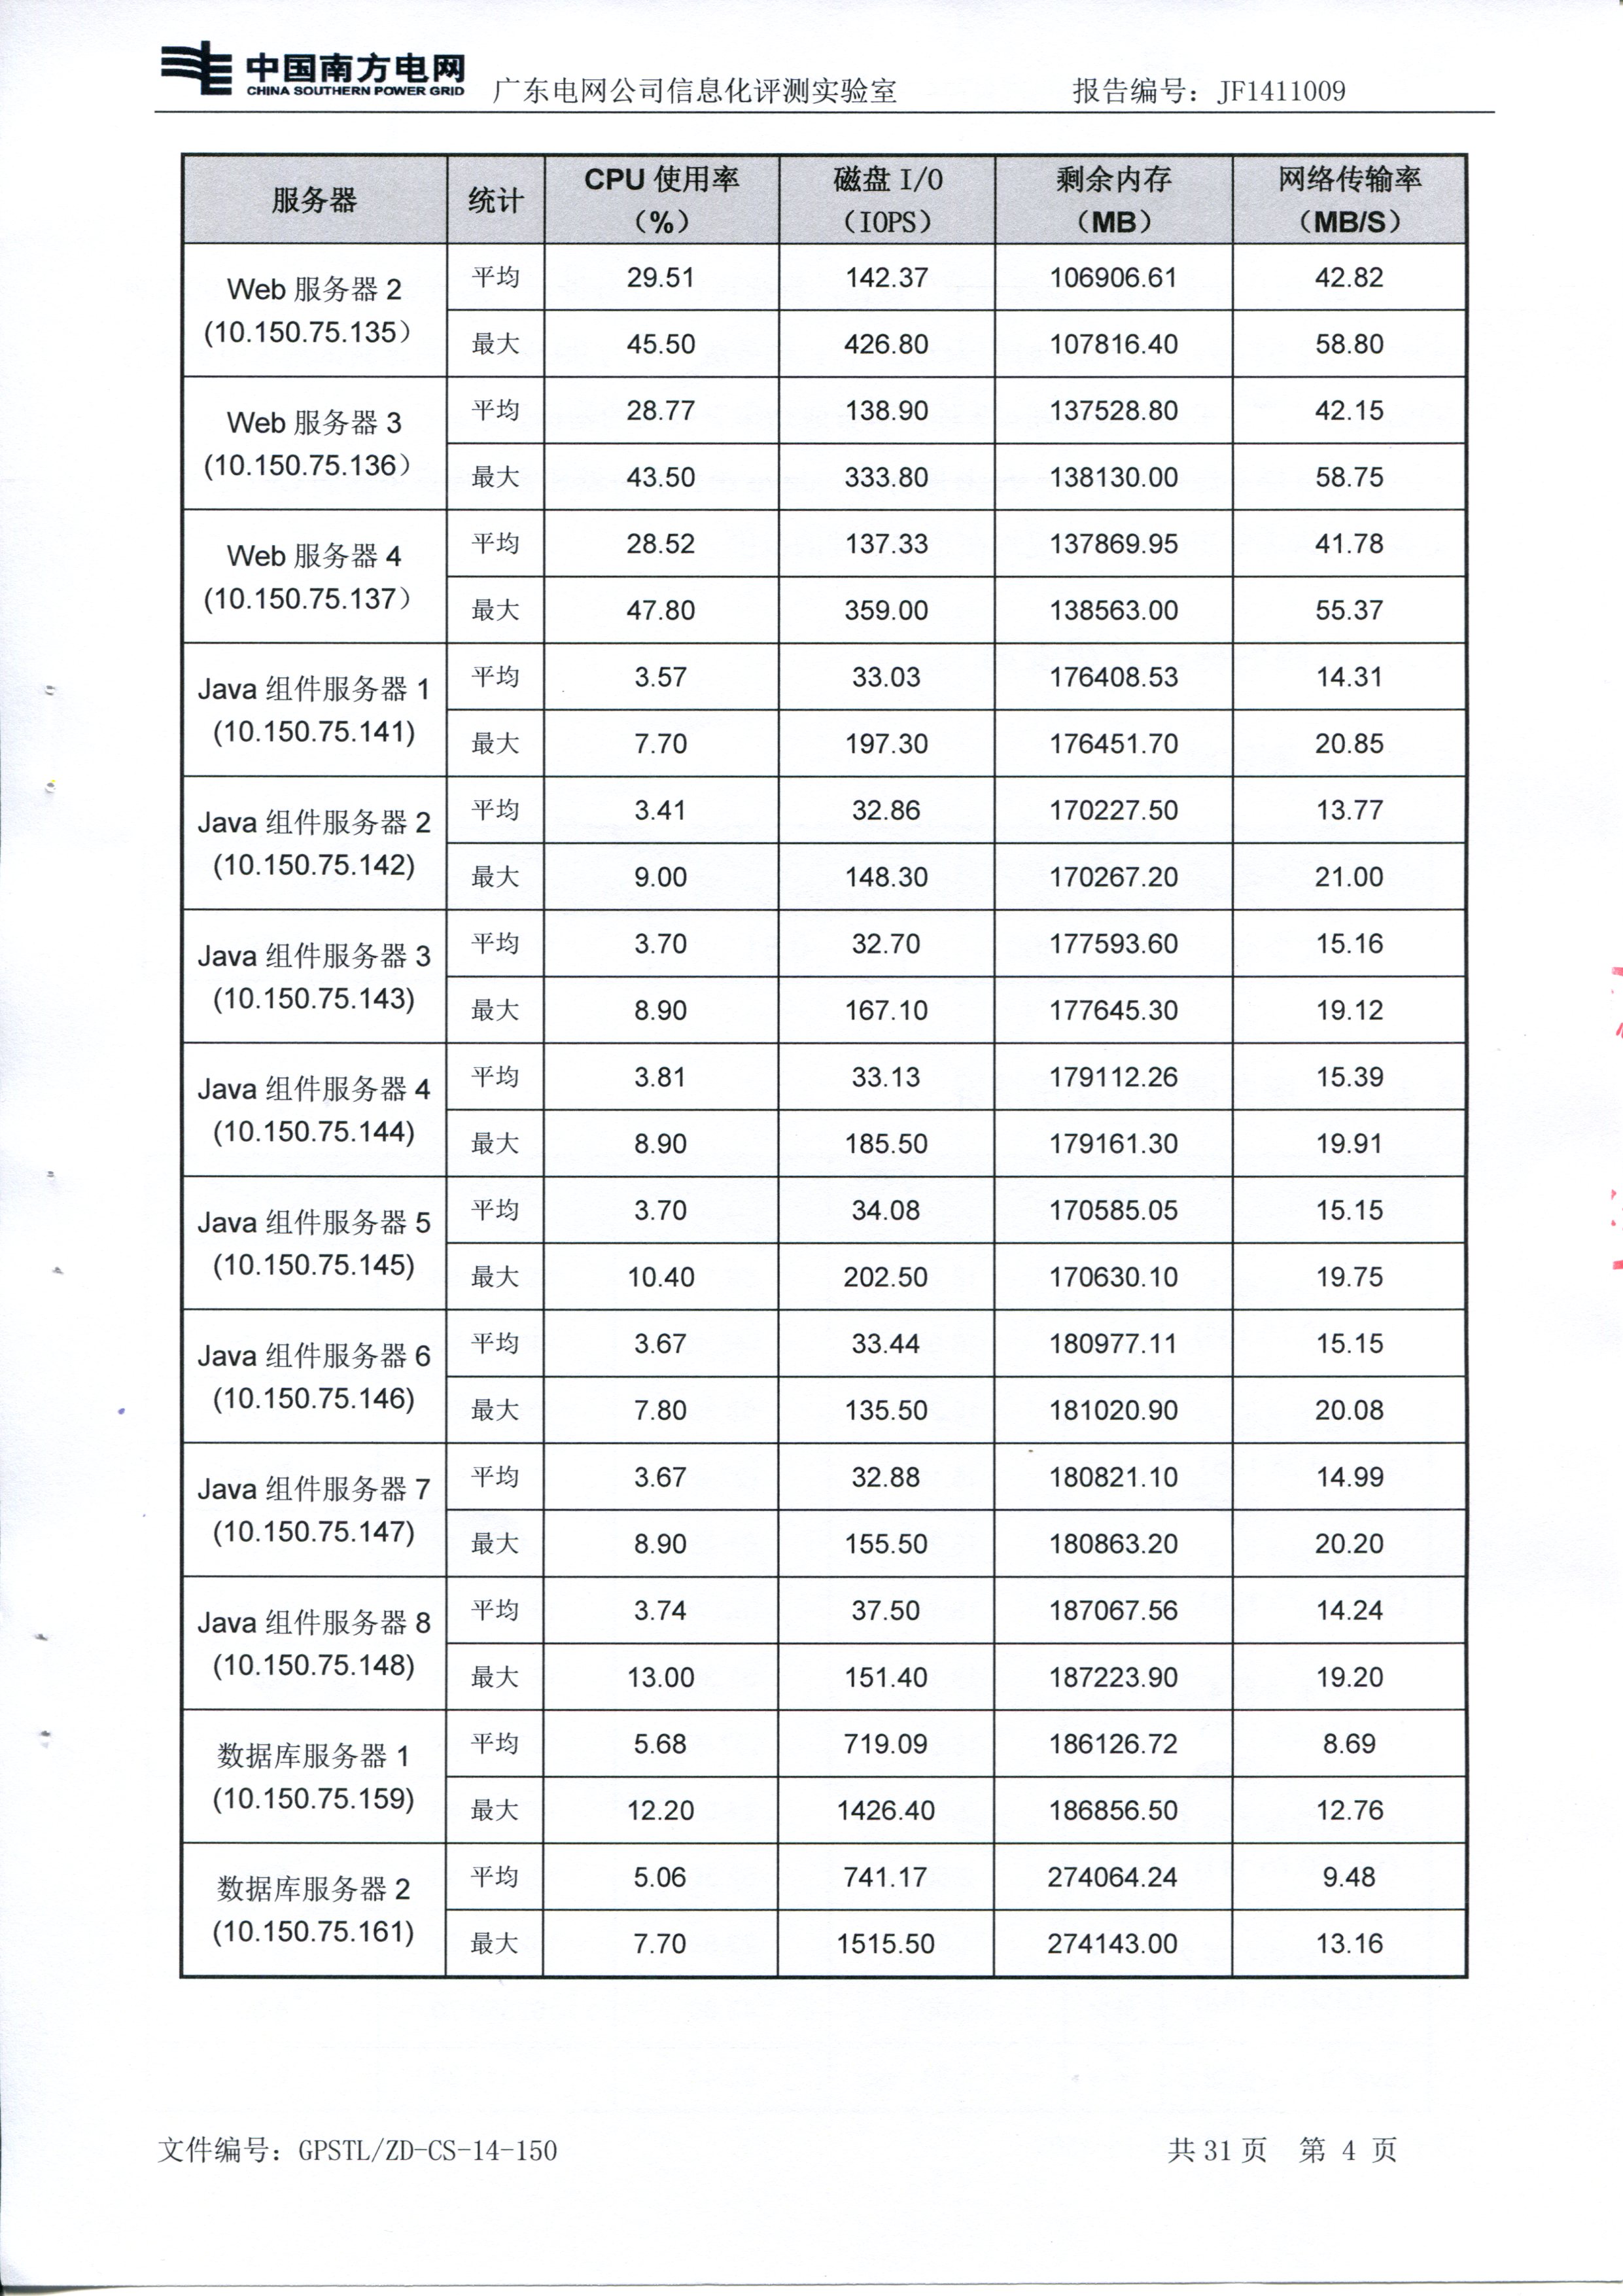 中国南方电网
CHINA SOUTHERN POWER GRID
广东电网公司信息化评测实验室 报告编号：JF1411009
服务器 统计 CPU 使用率（%） 磁盘 I/O（IOPS） 剩余内存（MB） 网络传输率（MB/S）
Web 服务器 2 (10.150.75.135） 平均 29.51 142.37 106906.61 42.82
最大 45.50 426.80 107816.40 58.80
Web 服务器 3 (10.150.75.136） 平均 28.77 138.90 137528.80 42.15
最大 43.50 333.80 138130.00 58.75
Web 服务器 4 (10.150.75.137） 平均 28.52 137.33 137869.95 41.78
最大 47.80 359.00 138563.00 55.37
Java 组件服务器 1 (10.150.75.141) 平均 3.57 33.03 176408.53 14.31
最大 7.70 197.30 176451.70 20.85
Java 组件服务器 2 (10.150.75.142) 平均 3.41 32.86 170227.50 13.77
最大 9.00 148.30 170267.20 21.00
Java 组件服务器 3 (10.150.75.143) 平均 3.70 32.70 177593.60 15.16
最大 8.90 167.10 177645.30 19.12
Java 组件服务器 4 (10.150.75.144) 平均 3.81 33.13 179112.26 15.39
最大 8.90 185.50 179161.30 19.91
Java 组件服务器 5 (10.150.75.145) 平均 3.70 34.08 170585.05 15.15
最大 10.40 202.50 170630.10 19.75
Java 组件服务器 6 (10.150.75.146) 平均 3.67 33.44 180977.11 15.15
最大 7.80 135.50 181020.90 20.08
Java 组件服务器 7 (10.150.75.147) 平均 3.67 32.88 180821.10 14.99
最大 8.90 155.50 180863.20 20.20
Java 组件服务器 8 (10.150.75.148) 平均 3.74 37.50 187067.56 14.24
最大 13.00 151.40 187223.90 19.20
数据库服务器 1 (10.150.75.159) 平均 5.68 719.09 186126.72 8.69
最大 12.20 1426.40 186856.50 12.76
数据库服务器 2 (10.150.75.161) 平均 5.06 741.17 274064.24 9.48
最大 7.70 1515.50 274143.00 13.16
文件编号：GPSTL/ZD-CS-14-150 共 31 页 第 4 页